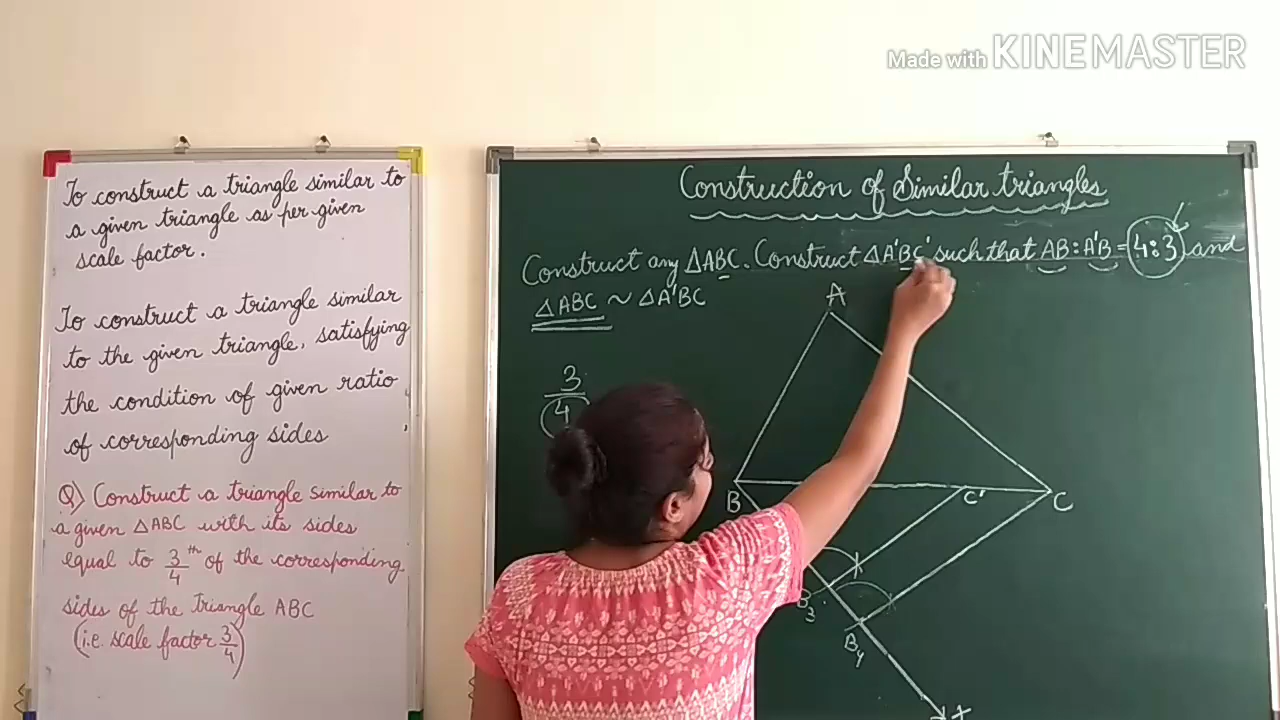 Made with KINEMASTER
To construct a triangle similar to
a given triangle as per given
scale factor.
To construct a triangle similar
to the given triangle, satisfying
the condition of given ratio
of corresponding sides
Q) Construct a triangle similar to
a given △ABC with its sides
equal to 3/4 th of the corresponding
sides of the triangle ABC
(i.e. scale factor 3/4)
Construction of Similar triangles
Construct any △ABC. Construct △A'BC' such that AB : A'B = 4:3 and
△ABC ~ △A'BC
3/4
A
B
C'
C
B3
B4
X